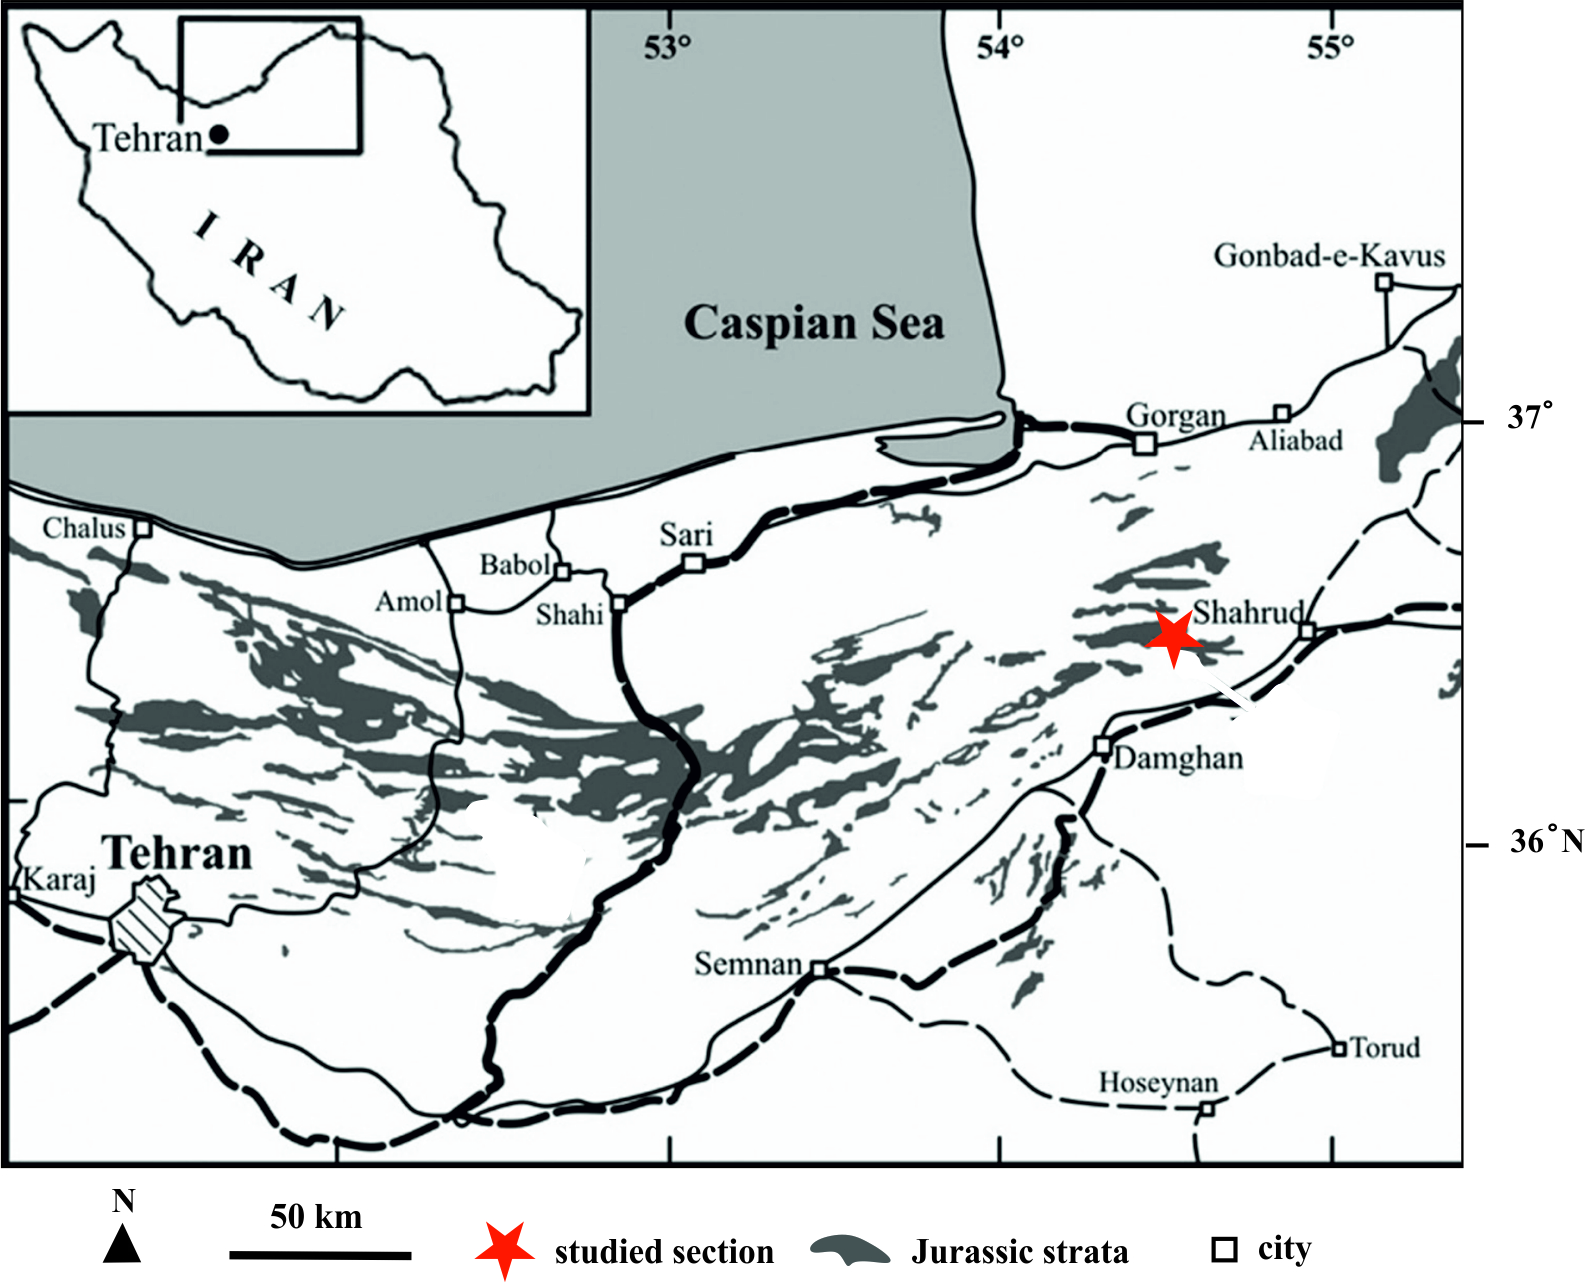 53°
54°
55°
Tehran
I R A N
Gonbad-e-Kavus
Caspian Sea
37°
Gorgan
Aliabad
Chalus
Sari
Babol
Amol
Shahi
Shahrud
Damghan
36°N
Tehran
Karaj
Semnan
Torud
Hoseynan
N
50 km
studied section
Jurassic strata
city